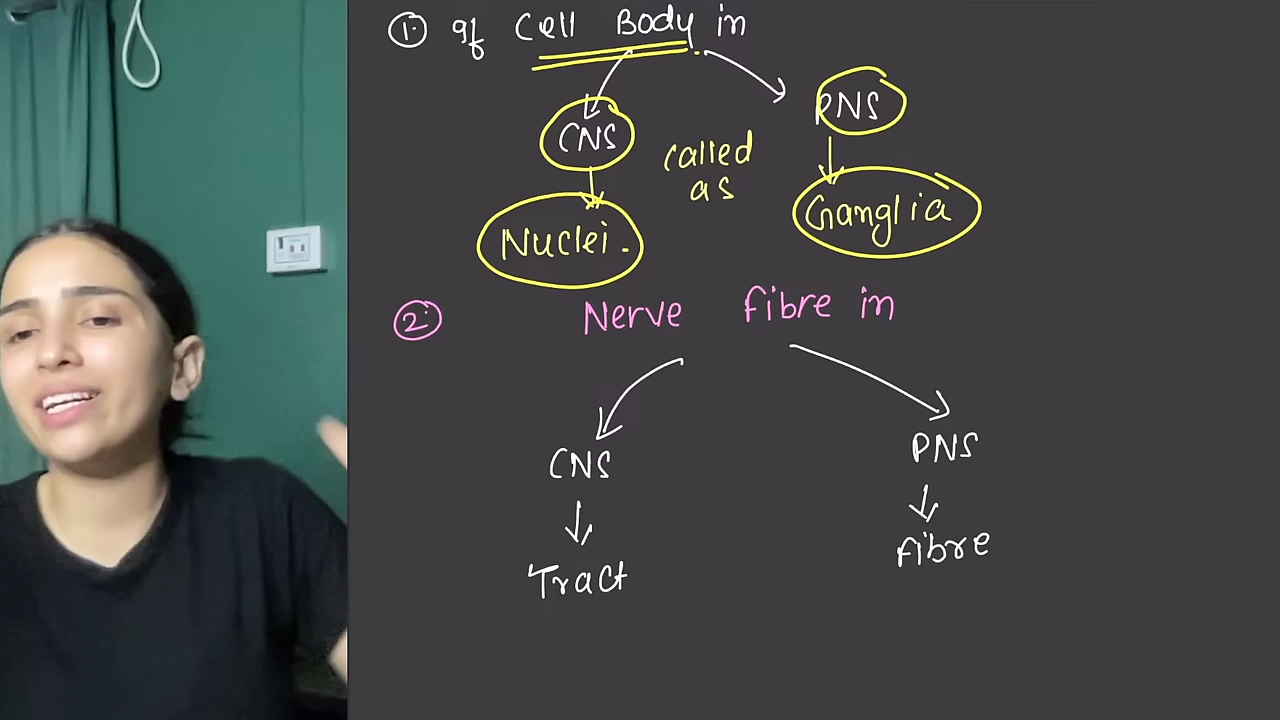 1. If Cell Body in
CNS
PNS
called
as
Nuclei.
Ganglia
2. Nerve fibre in
CNS
PNS
Tract
fibre